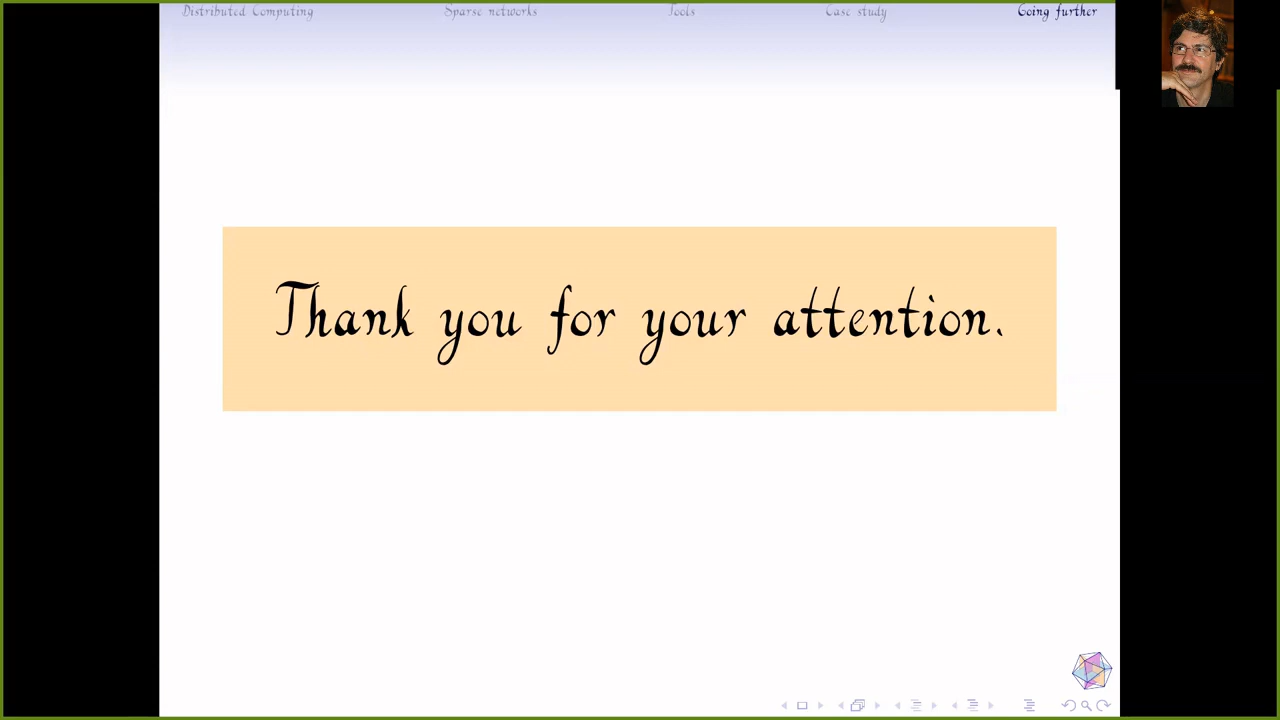 Distributed Computing Sparse networks Tools Case study Going further
Thank you for your attention.